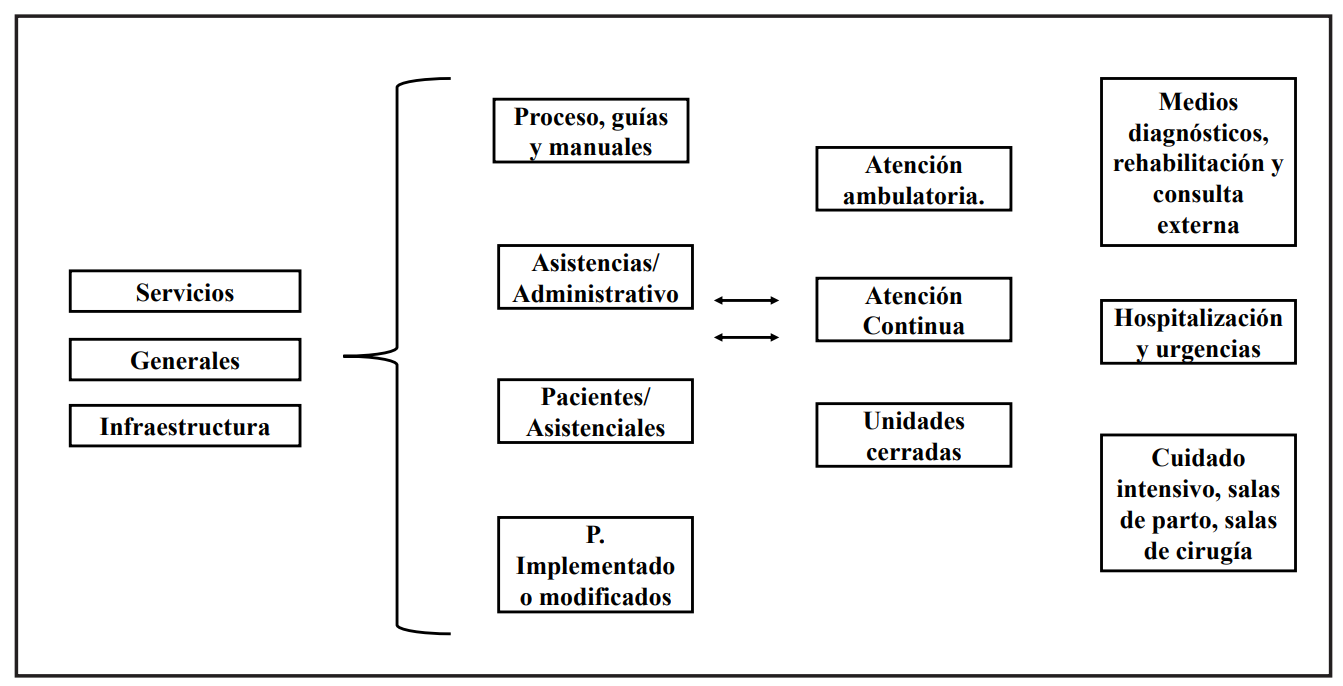 Servicios
Generales
Infraestructura
Proceso, guías
y manuales
Asistencias/
Administrativo
Pacientes/
Asistenciales
P.
Implementado
o modificados
Atención
ambulatoria.
Atención
Continua
Unidades
cerradas
Medios
diagnósticos,
rehabilitación y
consulta
externa
Hospitalización
y urgencias
Cuidado
intensivo, salas
de parto, salas
de cirugía